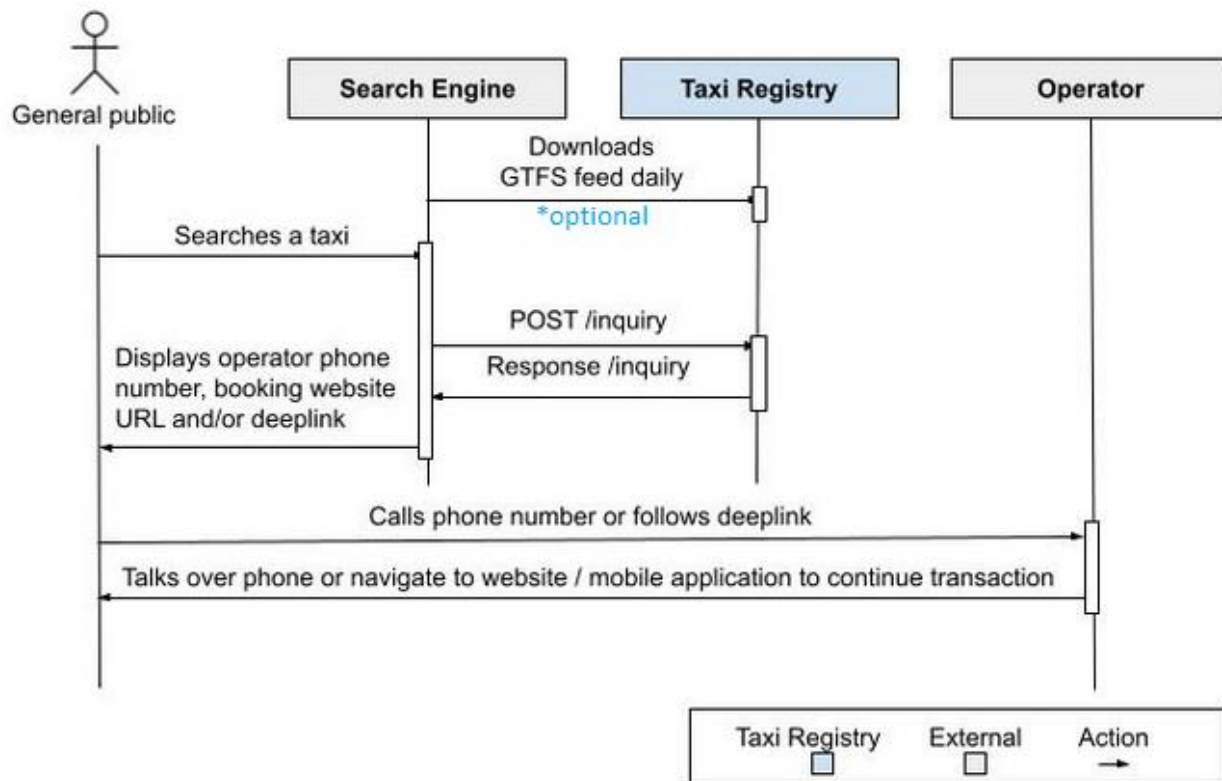 General public
Search Engine
Taxi Registry
Operator
Downloads
GTFS feed daily
*optional
Searches a taxi
POST /inquiry
Response /inquiry
Displays operator phone
number, booking website
URL and/or deeplink
Calls phone number or follows deeplink
Talks over phone or navigate to website / mobile application to continue transaction
Taxi Registry
External
Action